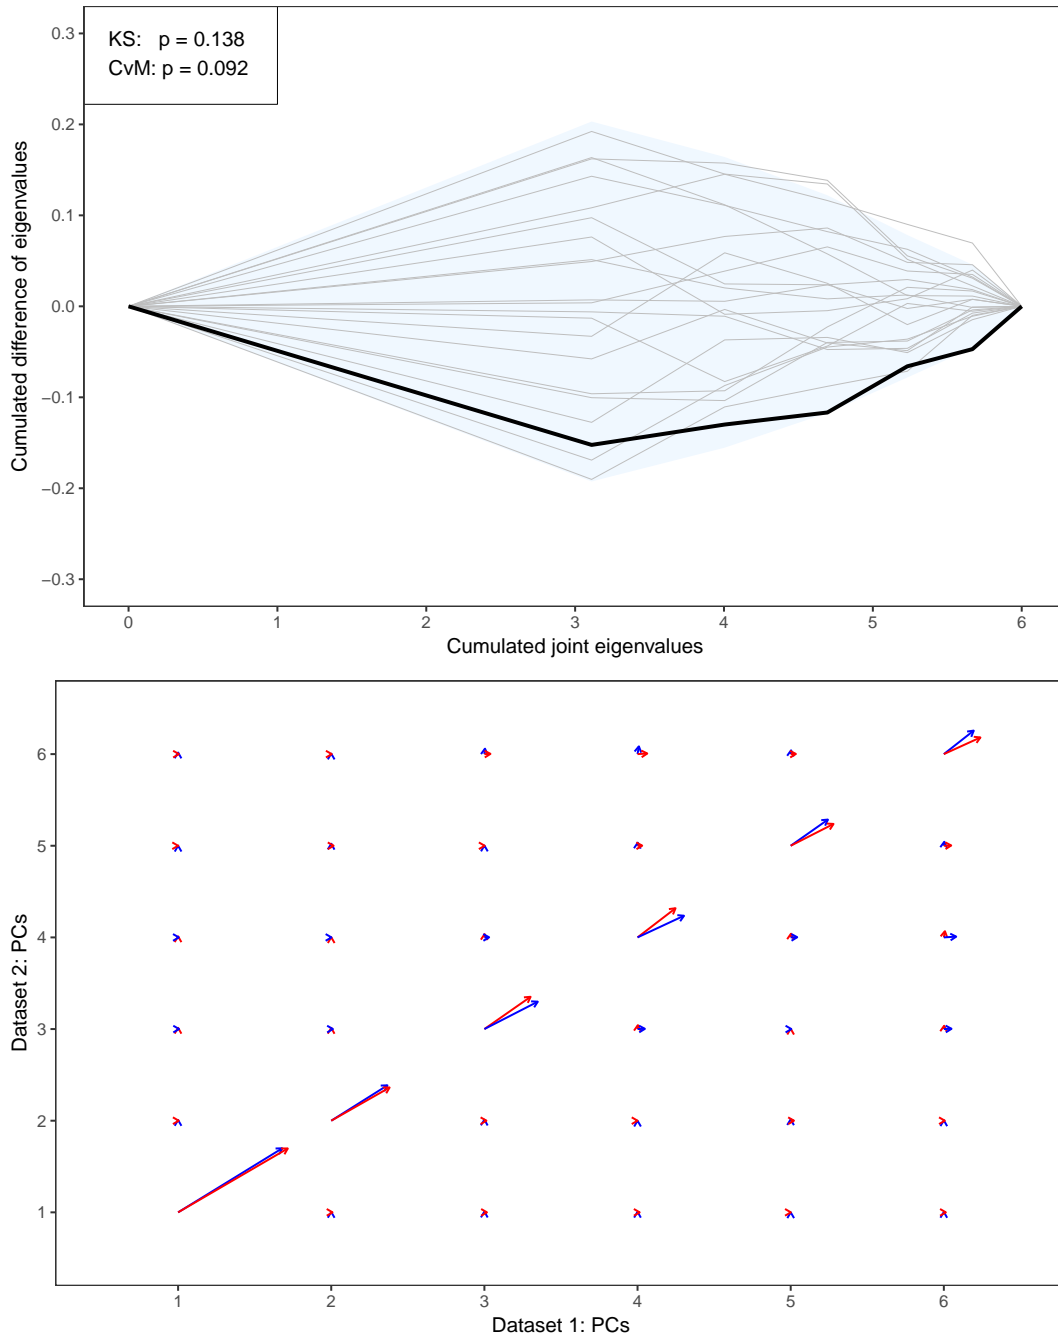 KS: p = 0.138
CvM: p = 0.092
0.3
0.2
0.1
0.0
−0.1
−0.2
−0.3
Cumulated difference of eigenvalues
0 1 2 3 4 5 6
Cumulated joint eigenvalues
6
5
4
3
2
1
Dataset 2: PCs
1 2 3 4 5 6
Dataset 1: PCs